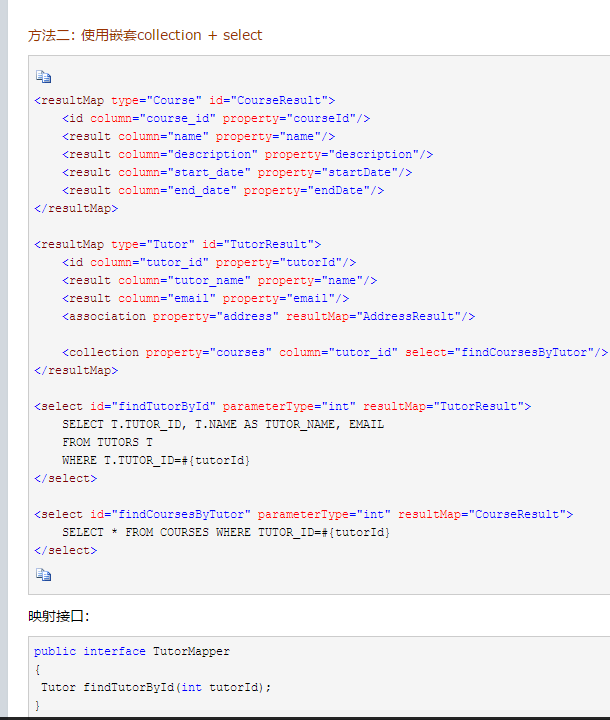 方法二: 使用嵌套collection + select
<resultMap type="Course" id="CourseResult">
    <id column="course_id" property="courseId"/>
    <result column="name" property="name"/>
    <result column="description" property="description"/>
    <result column="start_date" property="startDate"/>
    <result column="end_date" property="endDate"/>
</resultMap>
<resultMap type="Tutor" id="TutorResult">
    <id column="tutor_id" property="tutorId"/>
    <result column="tutor_name" property="name"/>
    <result column="email" property="email"/>
    <association property="address" resultMap="AddressResult"/>
    <collection property="courses" column="tutor_id" select="findCoursesByTutor"/>
</resultMap>
<select id="findTutorById" parameterType="int" resultMap="TutorResult">
    SELECT T.TUTOR_ID, T.NAME AS TUTOR_NAME, EMAIL
    FROM TUTORS T
    WHERE T.TUTOR_ID=#{tutorId}
</select>
<select id="findCoursesByTutor" parameterType="int" resultMap="CourseResult">
    SELECT * FROM COURSES WHERE TUTOR_ID=#{tutorId}
</select>
映射接口:
public interface TutorMapper
{
 Tutor findTutorById(int tutorId);
}